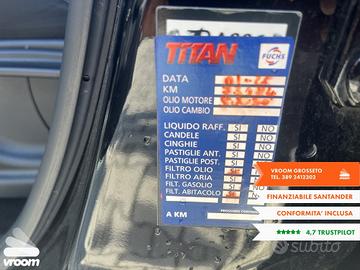 TITAN
FUCHS
DATA
KM
OLIO MOTORE
OLIO CAMBIO
LIQUIDO RAFF. SI NO
CANDELE SI NO
CINGHIE SI NO
PASTIGLIE ANT. SI NO
PASTIGLIE POST. SI
FILTRO OLIO
FILTRO ARIA
FILT. GASOLIO
FILT. ABITACOLO
A KM
VROOM GROSSETO
TEL. 389 2412302
FINANZIABILE SANTANDER
CONFORMITA' INCLUSA
4,7 TRUSTPILOT
subito
vroom